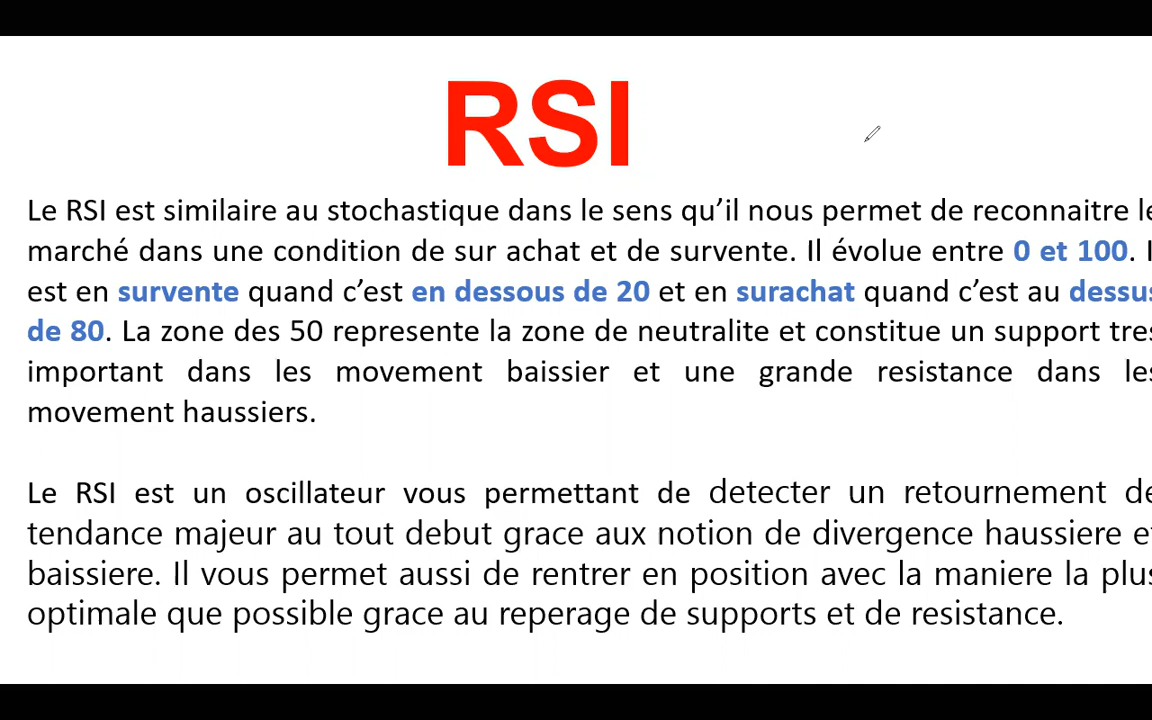 RSI
Le RSI est similaire au stochastique dans le sens qu’il nous permet de reconnaitre le
marché dans une condition de sur achat et de survente. Il évolue entre 0 et 100. I
est en survente quand c’est en dessous de 20 et en surachat quand c’est au dessus
de 80. La zone des 50 represente la zone de neutralite et constitue un support tres
important dans les movement baissier et une grande resistance dans les
movement haussiers.
Le RSI est un oscillateur vous permettant de detecter un retournement de
tendance majeur au tout debut grace aux notion de divergence haussiere et
baissiere. Il vous permet aussi de rentrer en position avec la maniere la plus
optimale que possible grace au reperage de supports et de resistance.